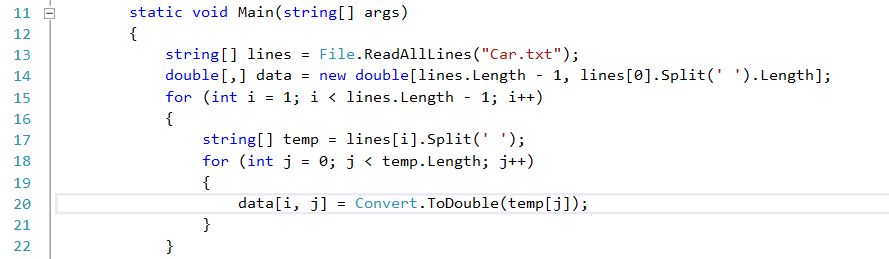 11 static void Main(string[] args)
12 {
13 string[] lines = File.ReadAllLines("Car.txt");
14 double[,] data = new double[lines.Length - 1, lines[0].Split(' ').Length];
15 for (int i = 1; i < lines.Length - 1; i++)
16 {
17 string[] temp = lines[i].Split(' ');
18 for (int j = 0; j < temp.Length; j++)
19 {
20 data[i, j] = Convert.ToDouble(temp[j]);
21 }
22 }